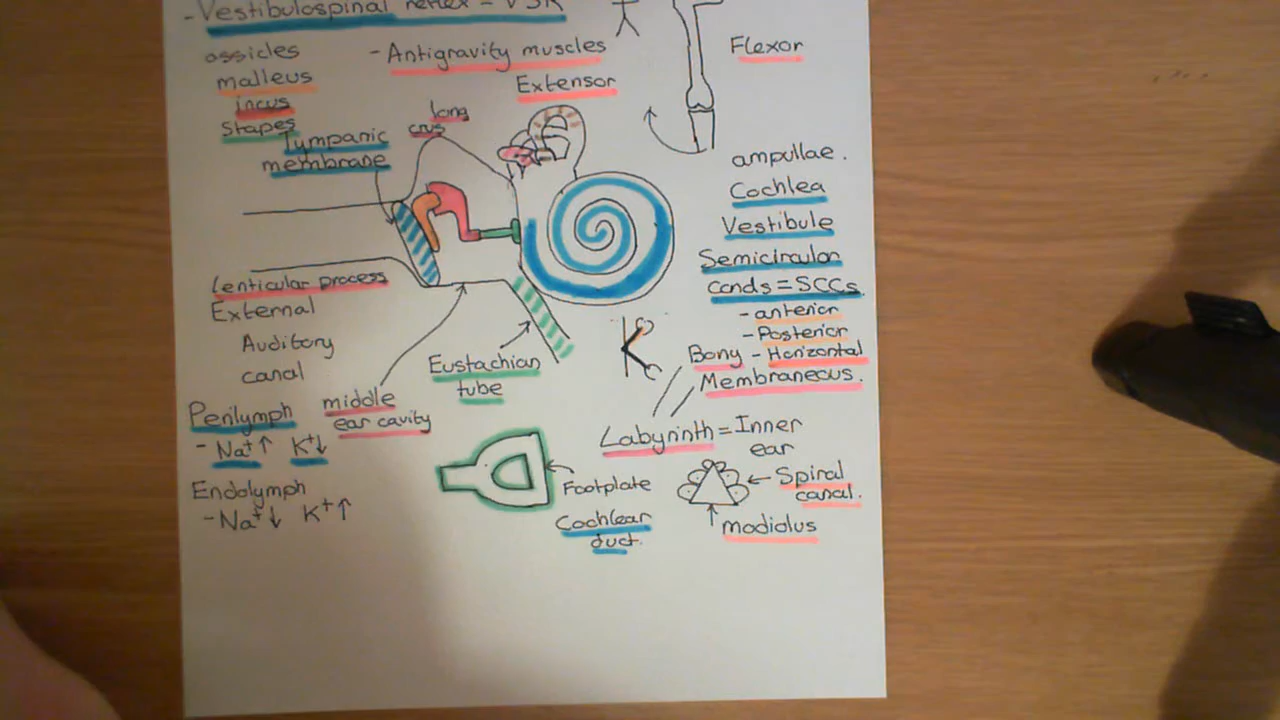 - Vestibulospinal reflex = VSR
ossicles
malleus
incus
stapes
- Antigravity muscles
Extensor
Flexor
Tympanic
membrane
long
crus
ampullae.
Cochlea
Vestibule
Semicircular
canals = SCCs
- anterior
- Posterior
- Horizontal
Bony
Membraneous.
Labyrinth = Inner
ear
lenticular process
External
Auditory
canal
Eustachian
tube
middle
ear cavity
Perilymph
- Na+↑ K+↓
Endolymph
- Na+↓ K+↑
Footplate
Cochlear
duct.
← Spiral
canal.
modiolus